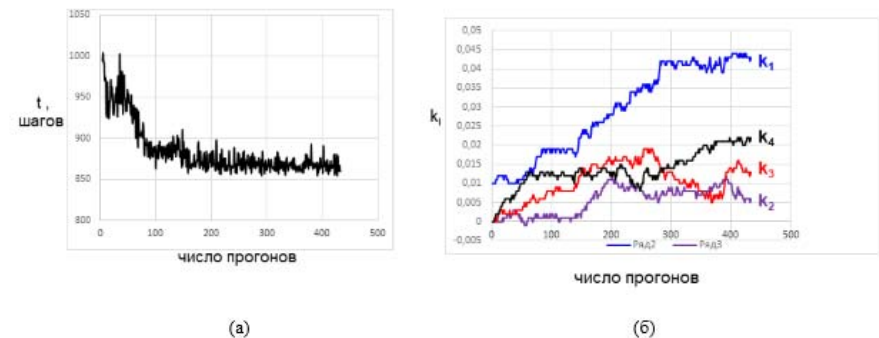 1050
1000
950
900
850
800
t ,
шагов
0 100 200 300 400 500
число прогонов
(а)
0,05
0,045
0,04
0,035
0,03
0,025
0,02
0,015
0,01
0,005
0
-0,005
ki
k1
k4
k3
k2
0 100 200 300 400 500
Ряд2 Ряд3
число прогонов
(б)